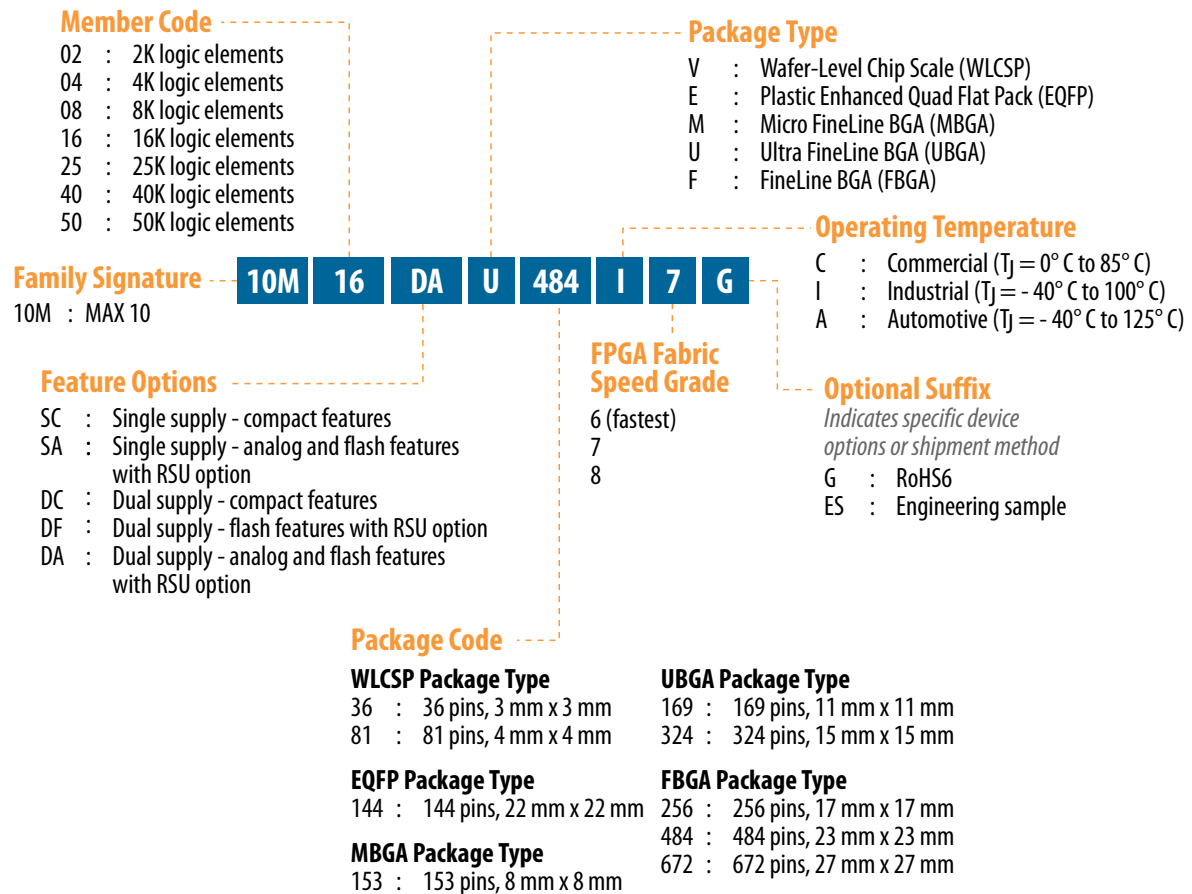 Member Code
02 : 2K logic elements
04 : 4K logic elements
08 : 8K logic elements
16 : 16K logic elements
25 : 25K logic elements
40 : 40K logic elements
50 : 50K logic elements
Package Type
V : Wafer-Level Chip Scale (WLCSP)
E : Plastic Enhanced Quad Flat Pack (EQFP)
M : Micro FineLine BGA (MBGA)
U : Ultra FineLine BGA (UBGA)
F : FineLine BGA (FBGA)
Operating Temperature
C : Commercial (TJ = 0° C to 85° C)
I : Industrial (TJ = - 40° C to 100° C)
A : Automotive (TJ = - 40° C to 125° C)
Family Signature
10M : MAX 10
10M 16 DA U 484 I 7 G
Feature Options
SC : Single supply - compact features
SA : Single supply - analog and flash features
with RSU option
DC : Dual supply - compact features
DF : Dual supply - flash features with RSU option
DA : Dual supply - analog and flash features
with RSU option
FPGA Fabric
Speed Grade
6 (fastest)
7
8
Optional Suffix
Indicates specific device
options or shipment method
G : RoHS6
ES : Engineering sample
Package Code
WLCSP Package Type
36 : 36 pins, 3 mm x 3 mm
81 : 81 pins, 4 mm x 4 mm
EQFP Package Type
144 : 144 pins, 22 mm x 22 mm
MBGA Package Type
153 : 153 pins, 8 mm x 8 mm
UBGA Package Type
169 : 169 pins, 11 mm x 11 mm
324 : 324 pins, 15 mm x 15 mm
FBGA Package Type
256 : 256 pins, 17 mm x 17 mm
484 : 484 pins, 23 mm x 23 mm
672 : 672 pins, 27 mm x 27 mm